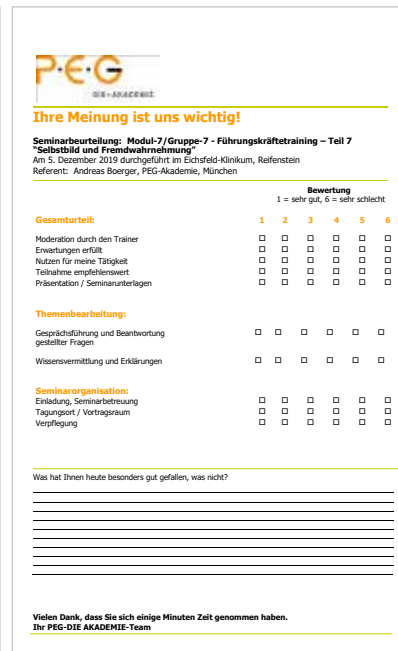 P·E·G
DIE-AKADEMIE
Ihre Meinung ist uns wichtig!
Seminarbeurteilung: Modul-7/Gruppe-7 - Führungskräftetraining – Teil 7
"Selbstbild und Fremdwahrnehmung"
Am 5. Dezember 2019 durchgeführt im Eichsfeld-Klinikum, Reifenstein
Referent: Andreas Boerger, PEG-Akademie, München
Bewertung
1 = sehr gut, 6 = sehr schlecht
Gesamturteil: 1 2 3 4 5 6
Moderation durch den Trainer
Erwartungen erfüllt
Nutzen für meine Tätigkeit
Teilnahme empfehlenswert
Präsentation / Seminarunterlagen
Themenbearbeitung:
Gesprächsführung und Beantwortung
gestellter Fragen
Wissensvermittlung und Erklärungen
Seminarorganisation:
Einladung, Seminarbetreuung
Tagungsort / Vortragsraum
Verpflegung
Was hat Ihnen heute besonders gut gefallen, was nicht?
Vielen Dank, dass Sie sich einige Minuten Zeit genommen haben.
Ihr PEG-DIE AKADEMIE-Team